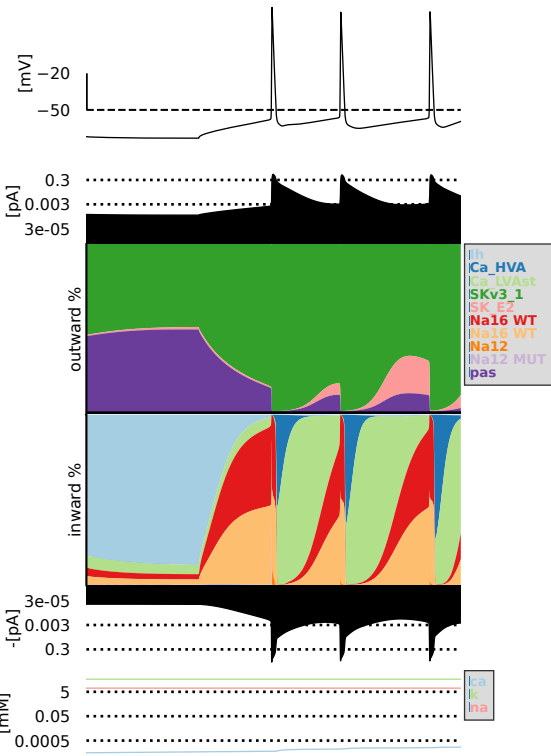 [mV]
−20
−50
[pA]
0.3
0.003
3e-05
outward %
Ih
Ca_HVA
Ca_LVAst
SKv3_1
SK_E2
Na16 WT
Na16 WT
Na12
Na12 MUT
pas
inward %
3e-05
-[pA]
0.003
0.3
[mM]
5
0.05
0.0005
ca
k
na